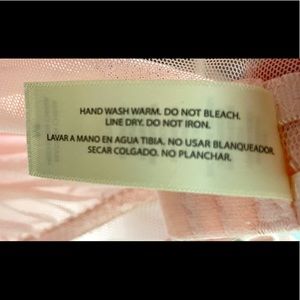 HAND WASH WARM. DO NOT BLEACH.
LINE DRY. DO NOT IRON.
LAVAR A MANO EN AGUA TIBIA. NO USAR BLANQUEADOR.
SECAR COLGADO. NO PLANCHAR.